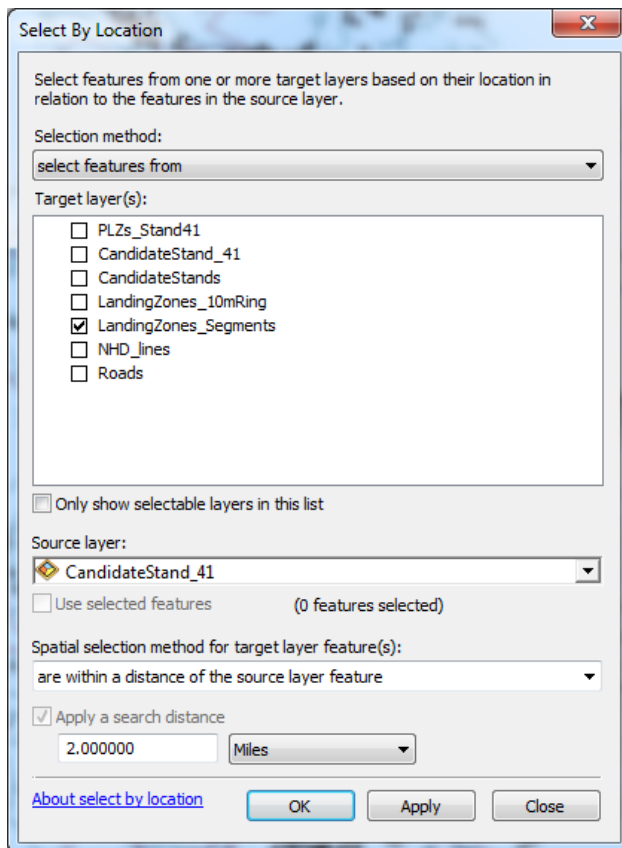 Select By Location
Select features from one or more target layers based on their location in
relation to the features in the source layer.
Selection method:
select features from
Target layer(s):
PLZs_Stand41
CandidateStand_41
CandidateStands
LandingZones_10mRing
LandingZones_Segments
NHD_lines
Roads
Only show selectable layers in this list
Source layer:
CandidateStand_41
Use selected features (0 features selected)
Spatial selection method for target layer feature(s):
are within a distance of the source layer feature
Apply a search distance
2.000000 Miles
About select by location OK Apply Close